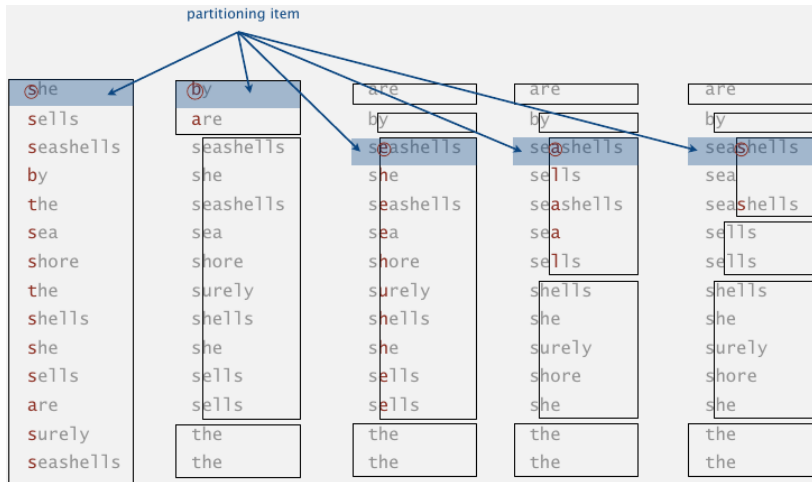 partitioning item
she by are are are
sells are by by by
seashells seashells seashells seashells seashells
by she she sells sea
the seashells seashells seashells seashells
sea sea sea sea sells
shore shore shore sells sells
the surely surely shells shells
shells shells shells she she
she she she surely surely
sells sells sells shore shore
are sells sells she she
surely the the the the
seashells the the the the